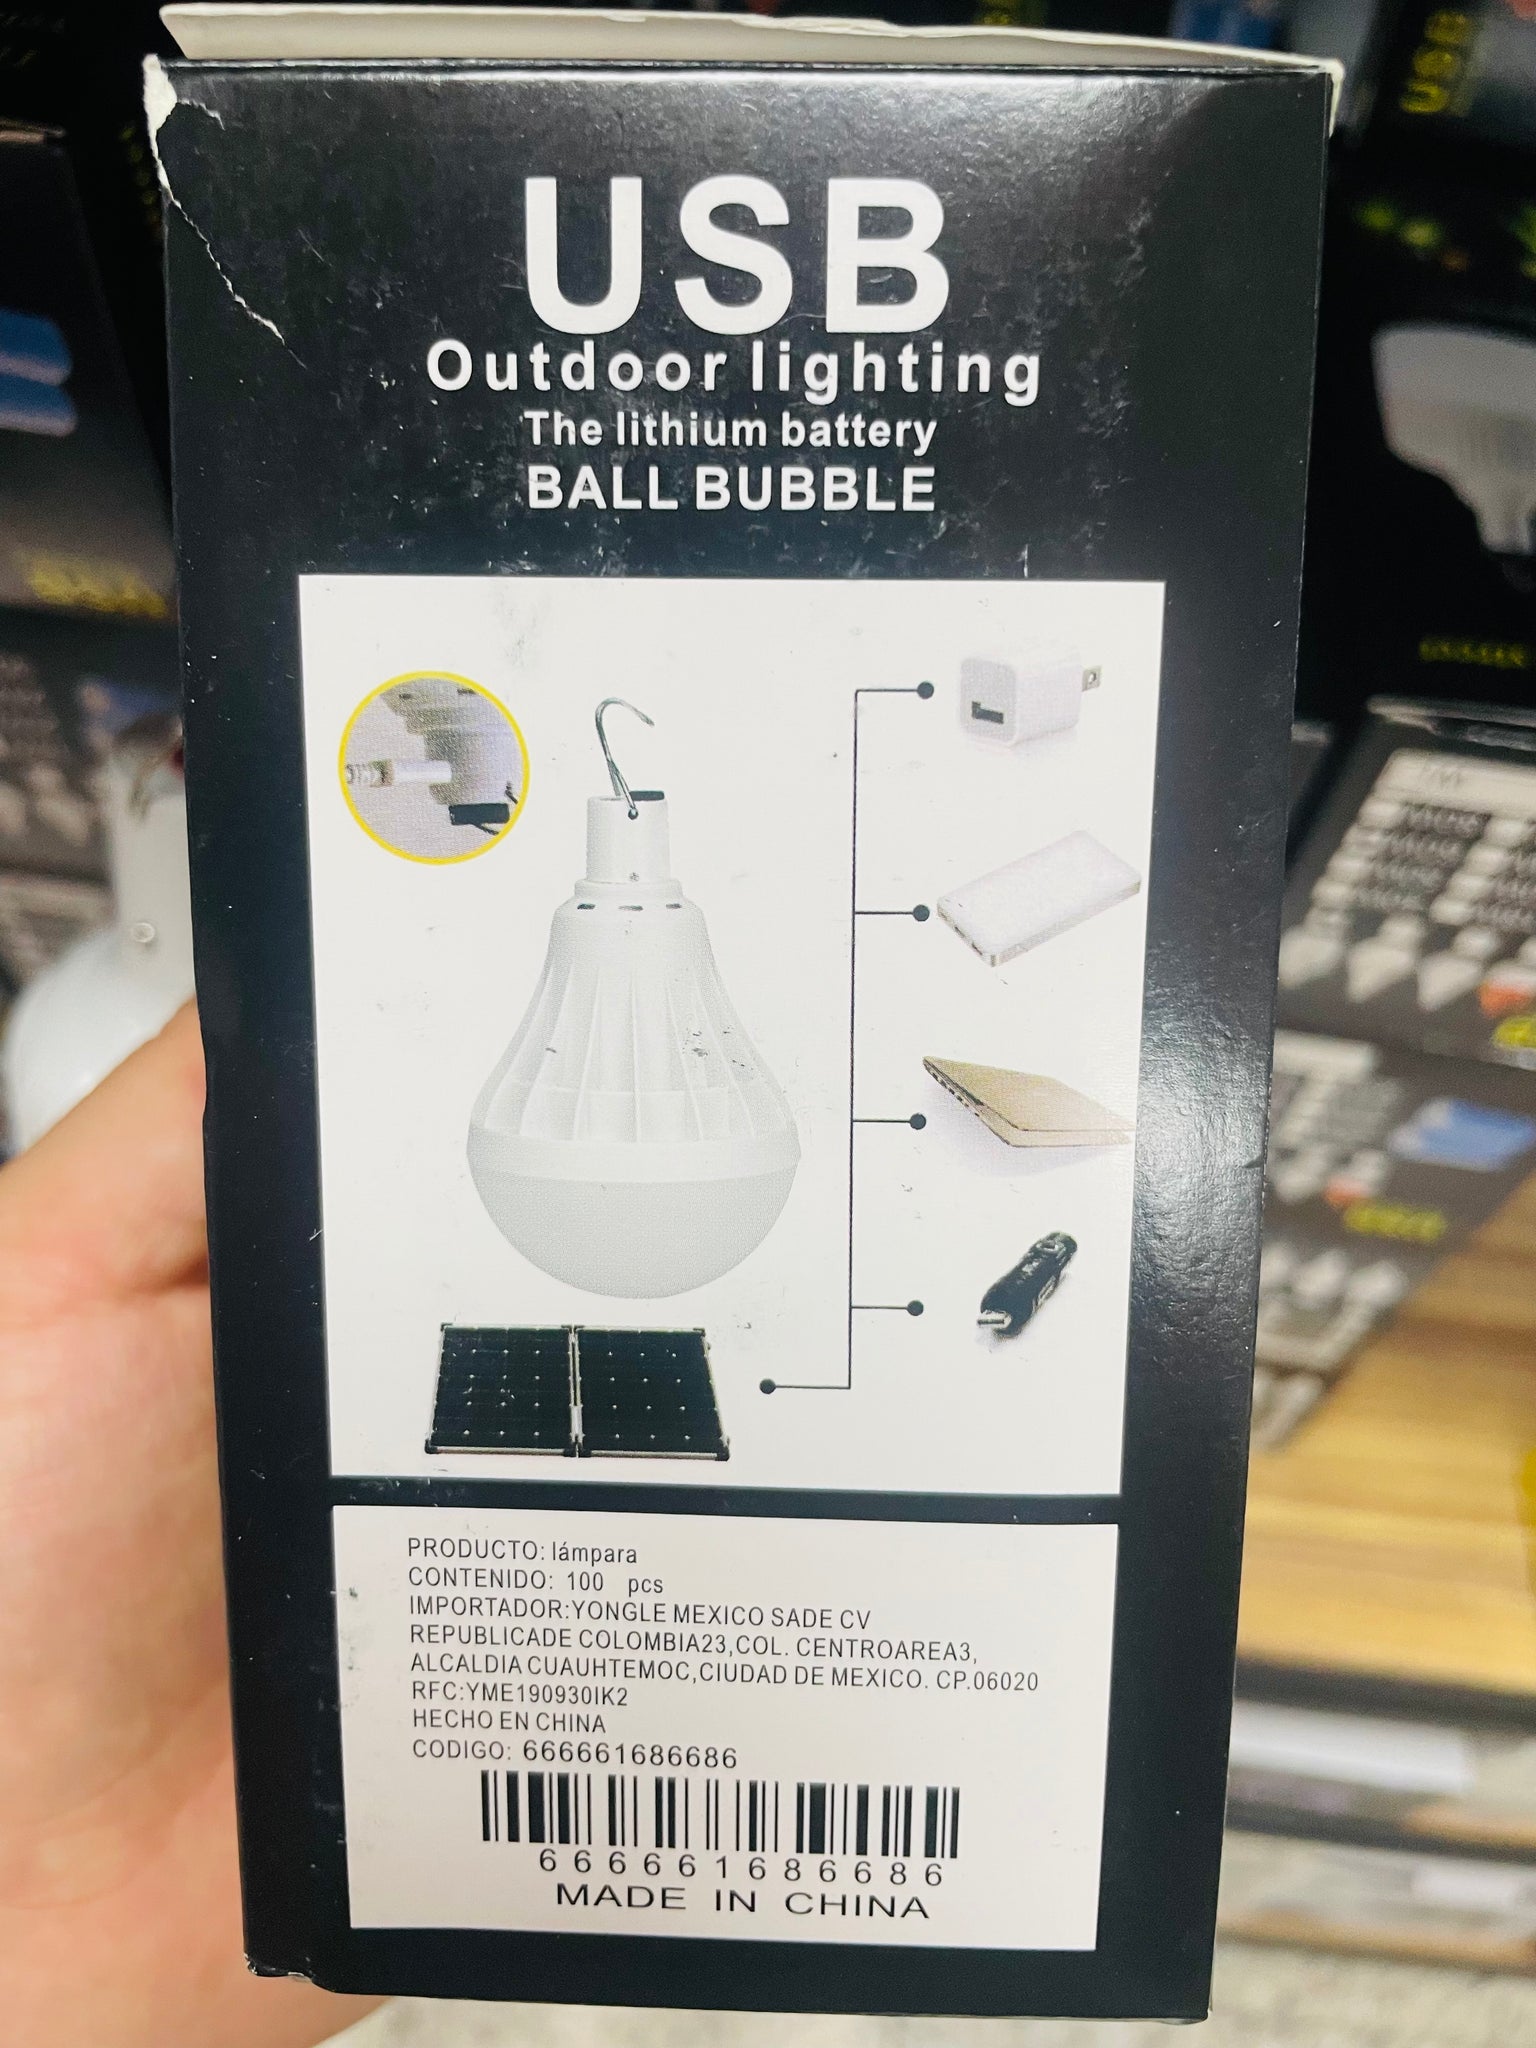 USB
Outdoor lighting
The lithium battery
BALL BUBBLE
PRODUCTO: lámpara
CONTENIDO: 100 pcs
IMPORTADOR:YONGLE MEXICO SADE CV
REPUBLICADE COLOMBIA23,COL. CENTROAREA3,
ALCALDIA CUAUHTEMOC,CIUDAD DE MEXICO. CP.06020
RFC:YME190930IK2
HECHO EN CHINA
CODIGO: 666661686686
666661686686
MADE IN CHINA
USB